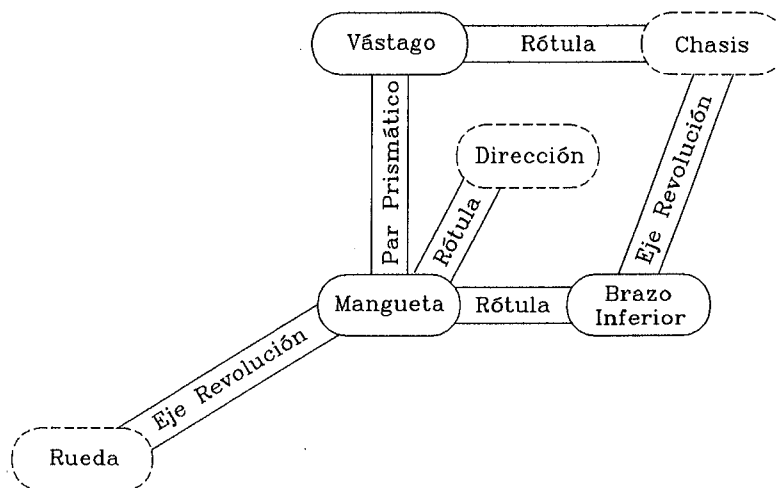 Vástago
Rótula
Chasis
Par Prismático
Dirección
Eje Revolución
Rótula
Mangueta
Rótula
Brazo
Inferior
Eje Revolución
Rueda